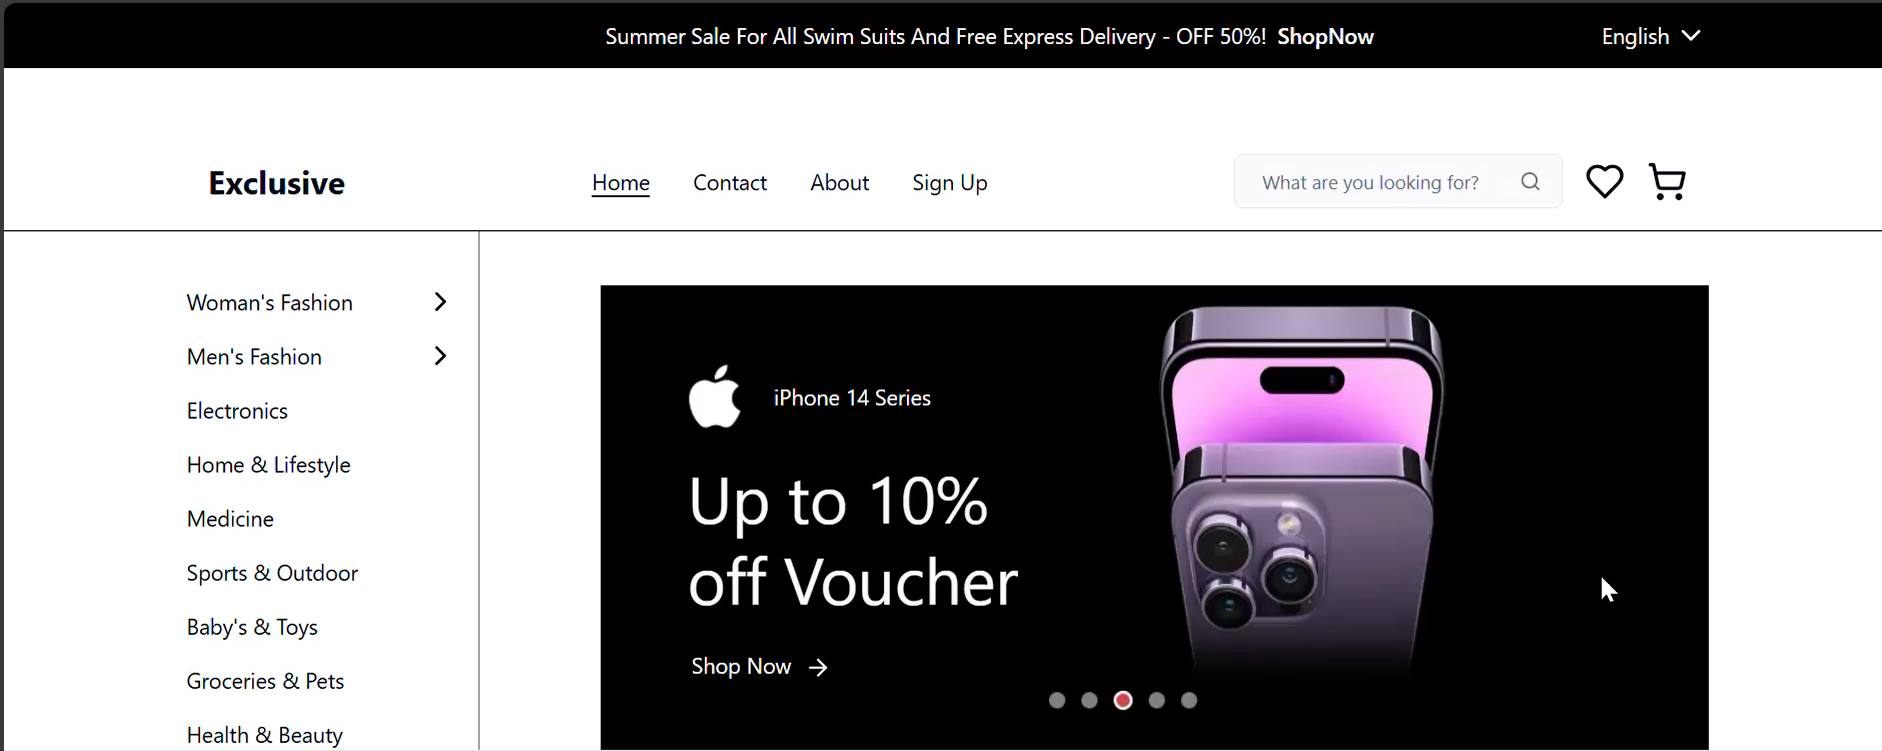 Summer Sale For All Swim Suits And Free Express Delivery - OFF 50%! ShopNow
English
Exclusive
Home
Contact
About
Sign Up
What are you looking for?
Woman's Fashion
Men's Fashion
Electronics
Home & Lifestyle
Medicine
Sports & Outdoor
Baby's & Toys
Groceries & Pets
Health & Beauty
iPhone 14 Series
Up to 10%
off Voucher
Shop Now